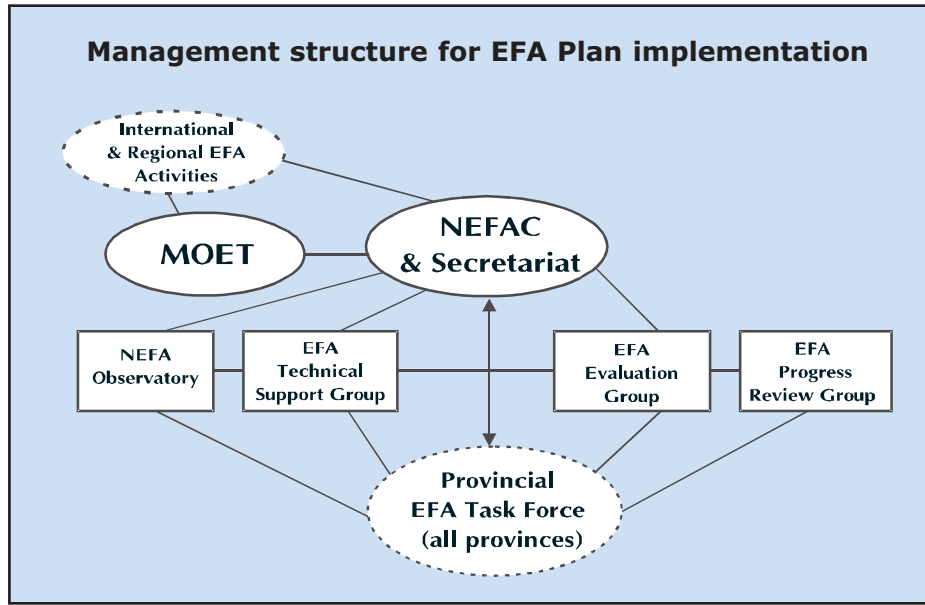 Management structure for EFA Plan implementation
International
& Regional EFA
Activities
MOET
NEFAC
& Secretariat
NEFA
Observatory
EFA
Technical
Support Group
EFA
Evaluation
Group
EFA
Progress
Review Group
Provincial
EFA Task Force
(all provinces)